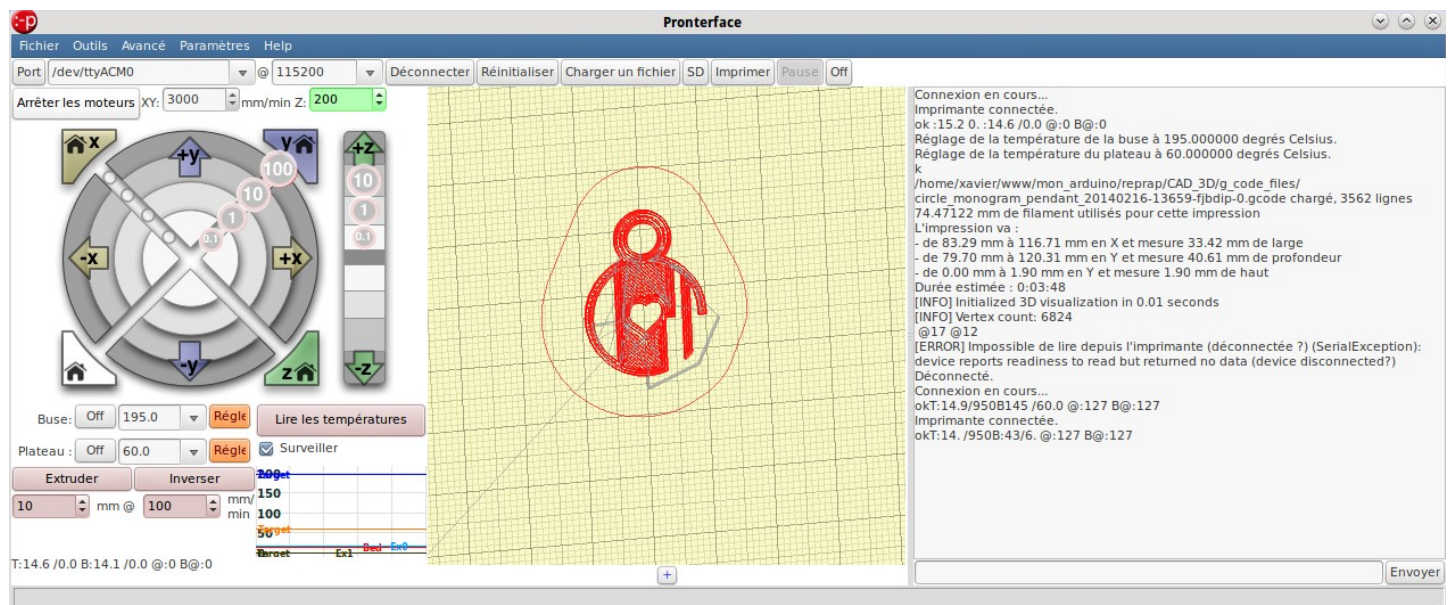 :-p
Pronterface
Fichier Outils Avancé Paramètres Help
Port /dev/ttyACM0 @ 115200 Déconnecter Réinitialiser Charger un fichier SD Imprimer Pause Off
Arrêter les moteurs XY: 3000 mm/min Z: 200
x +y y +z
100
10 10
1 1
0.1 0.1
-x +x
-y z -z
Buse: Off 195.0 Régle Lire les températures
Plateau : Off 60.0 Régle Surveiller
Extruder Inverser
10 mm @ 100 mm/min
Target
150
100
Target
50
Target Ex1 Bed Ex0
T:14.6 /0.0 B:14.1 /0.0 @:0 B@:0
+
Connexion en cours...
Imprimante connectée.
ok :15.2 0. :14.6 /0.0 @:0 B@:0
Réglage de la température de la buse à 195.000000 degrés Celsius.
Réglage de la température du plateau à 60.000000 degrés Celsius.
k
/home/xavier/www/mon_arduino/reprap/CAD_3D/g_code_files/
circle_monogram_pendant_20140216-13659-fjbdip-0.gcode chargé, 3562 lignes
74.47122 mm de filament utilisés pour cette impression
L'impression va :
- de 83.29 mm à 116.71 mm en X et mesure 33.42 mm de large
- de 79.70 mm à 120.31 mm en Y et mesure 40.61 mm de profondeur
- de 0.00 mm à 1.90 mm en Y et mesure 1.90 mm de haut
Durée estimée : 0:03:48
[INFO] Initialized 3D visualization in 0.01 seconds
[INFO] Vertex count: 6824
@17 @12
[ERROR] Impossible de lire depuis l'imprimante (déconnectée ?) (SerialException):
device reports readiness to read but returned no data (device disconnected?)
Déconnecté.
Connexion en cours...
okT:14.9/950B145 /60.0 @:127 B@:127
Imprimante connectée.
okT:14. /950B:43/6. @:127 B@:127
Envoyer